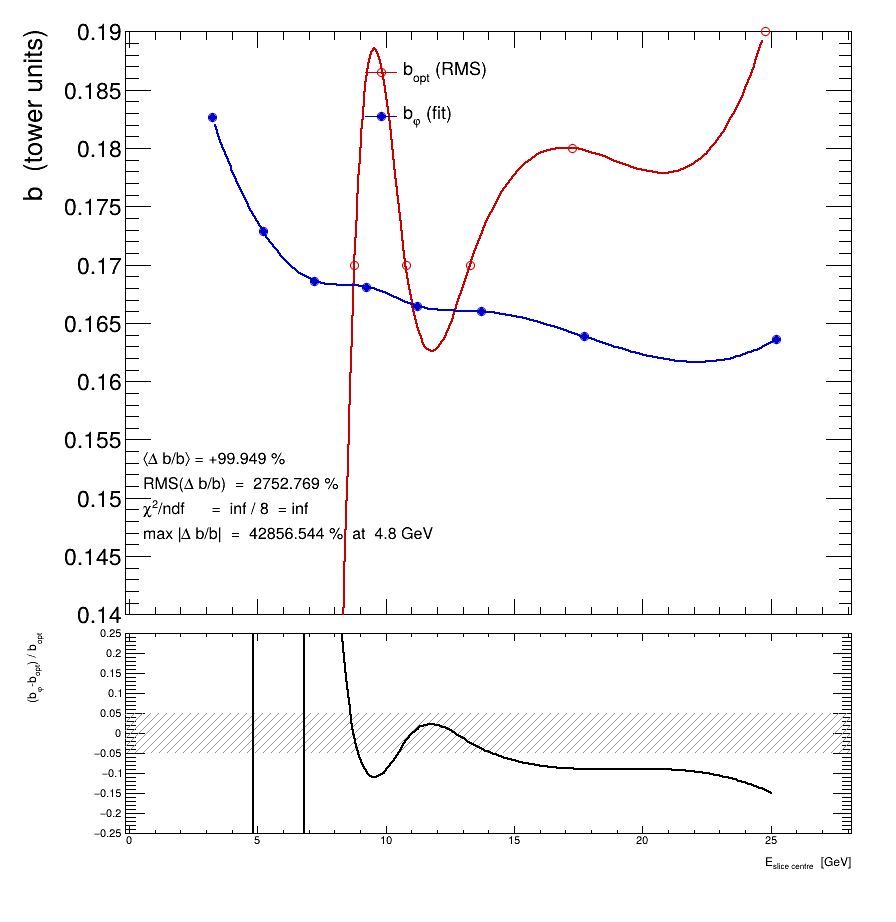 b (tower units)
0.19
0.185
0.18
0.175
0.17
0.165
0.16
0.155
0.15
0.145
0.14
b_opt (RMS)
b_φ (fit)
⟨Δ b/b⟩ = +99.949 %
RMS(Δ b/b) = 2752.769 %
χ²/ndf = inf / 8 = inf
max |Δ b/b| = 42856.544 % at 4.8 GeV
(b_φ-b_opt) / b_opt
0.25
0.2
0.15
0.1
0.05
0
−0.05
−0.1
−0.15
−0.2
−0.25
0 5 10 15 20 25
E_slice centre [GeV]